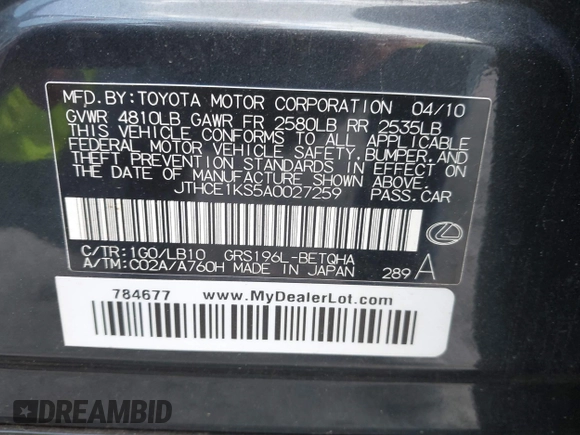 MFD.BY:TOYOTA MOTOR CORPORATION 04/10
GVWR 4810LB GAWR FR 2580LB RR 2535LB
THIS VEHICLE CONFORMS TO ALL APPLICABLE
FEDERAL MOTOR VEHICLE SAFETY,BUMPER,AND
THEFT PREVENTION STANDARDS IN EFFECT ON
THE DATE OF MANUFACTURE SHOWN ABOVE.
JTHCE1KS5A0027259 PASS.CAR
C/TR:1G0/LB10 GRS196L-BETQHA
A/TM:C02A/A760H MADE IN JAPAN 289 A
784677 www.MyDealerLot.com
DREAMBID